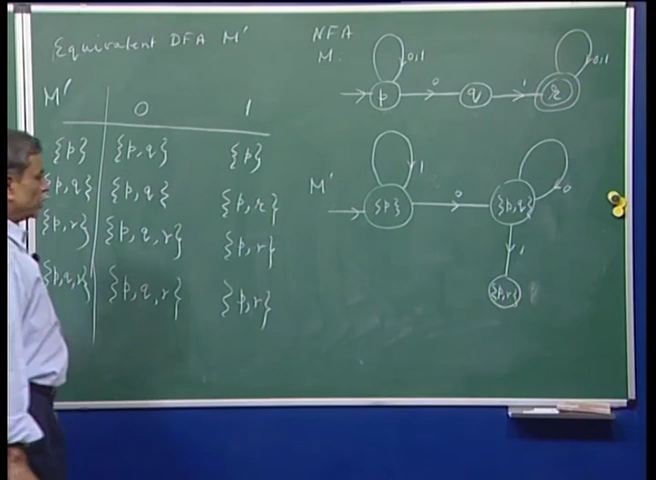 Equivalent DFA M'
M'
0 1
{p} {p,q} {p}
{p,q} {p,q} {p,r}
{p,r} {p,q,r} {p,r}
{p,q,r} {p,q,r} {p,r}
NFA
M:
0,1 0,1
p 0 q 1 r
M'
1 0
{p} 0 {p,q}
1
{p,r}